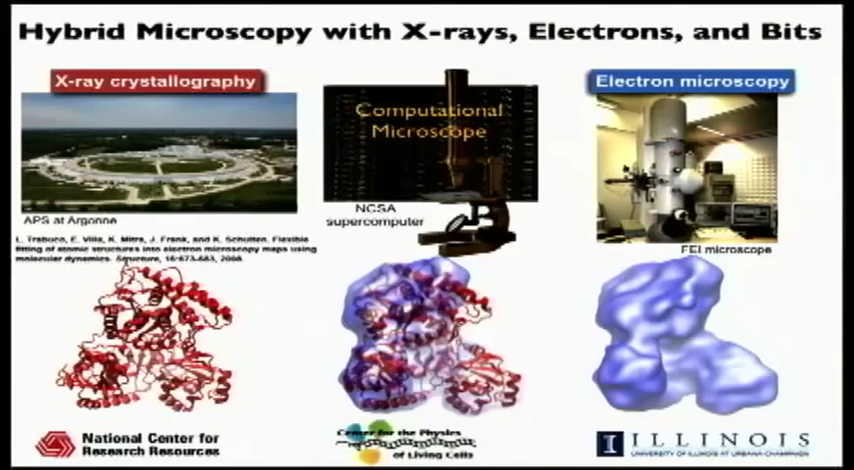 Hybrid Microscopy with X-rays, Electrons, and Bits
X-ray crystallography
Electron microscopy
Computational
Microscope
APS at Argonne
NCSA
supercomputer
FEI microscope
L. Trabuco, E. Villa, K. Mitra, J. Frank, and K. Schulten. Flexible
fitting of atomic structures into electron microscopy maps using
molecular dynamics. Structure, 16:673-683, 2008.
National Center for
Research Resources
Center for the Physics
of Living Cells
I ILLINOIS
UNIVERSITY OF ILLINOIS AT URBANA-CHAMPAIGN